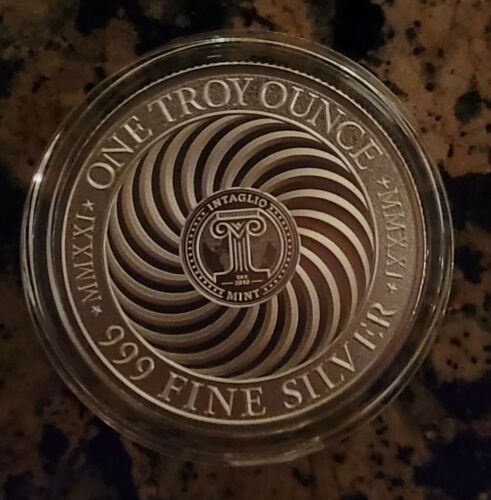 ONE TROY OUNCE
★ MMXXI ★
★ MMXXI ★
999 FINE SILVER
INTAGLIO
EST.
2010
MINT